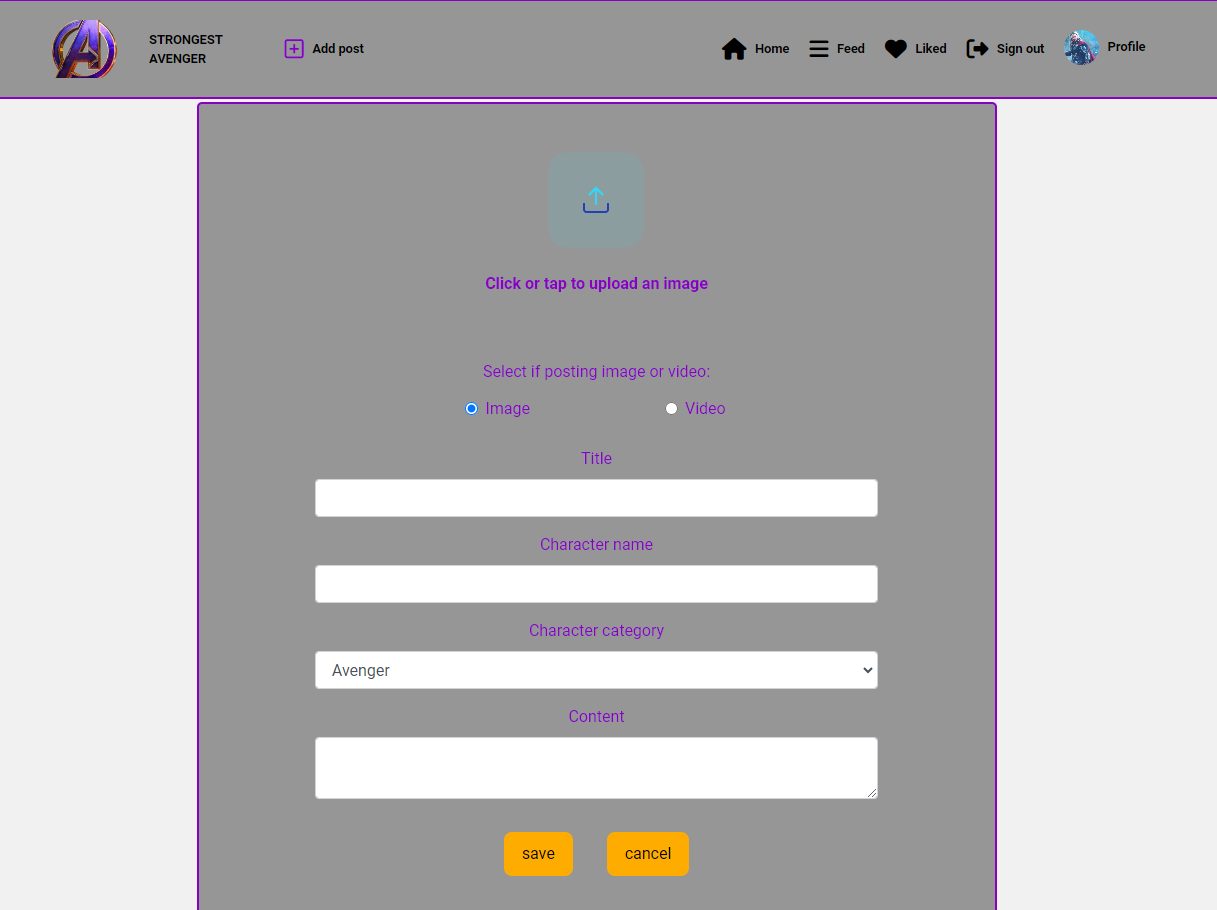 STRONGEST
AVENGER
Add post
Home
Feed
Liked
Sign out
Profile
Click or tap to upload an image
Select if posting image or video:
Image
Video
Title
Character name
Character category
Avenger
Content
save
cancel